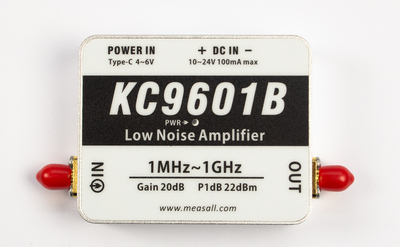 POWER IN + DC IN −
Type-C 4~6V 10~24V 100mA max
KC9601B
PWR
Low Noise Amplifier
IN 1MHz~1GHz OUT
Gain 20dB P1dB 22dBm
www.measall.com